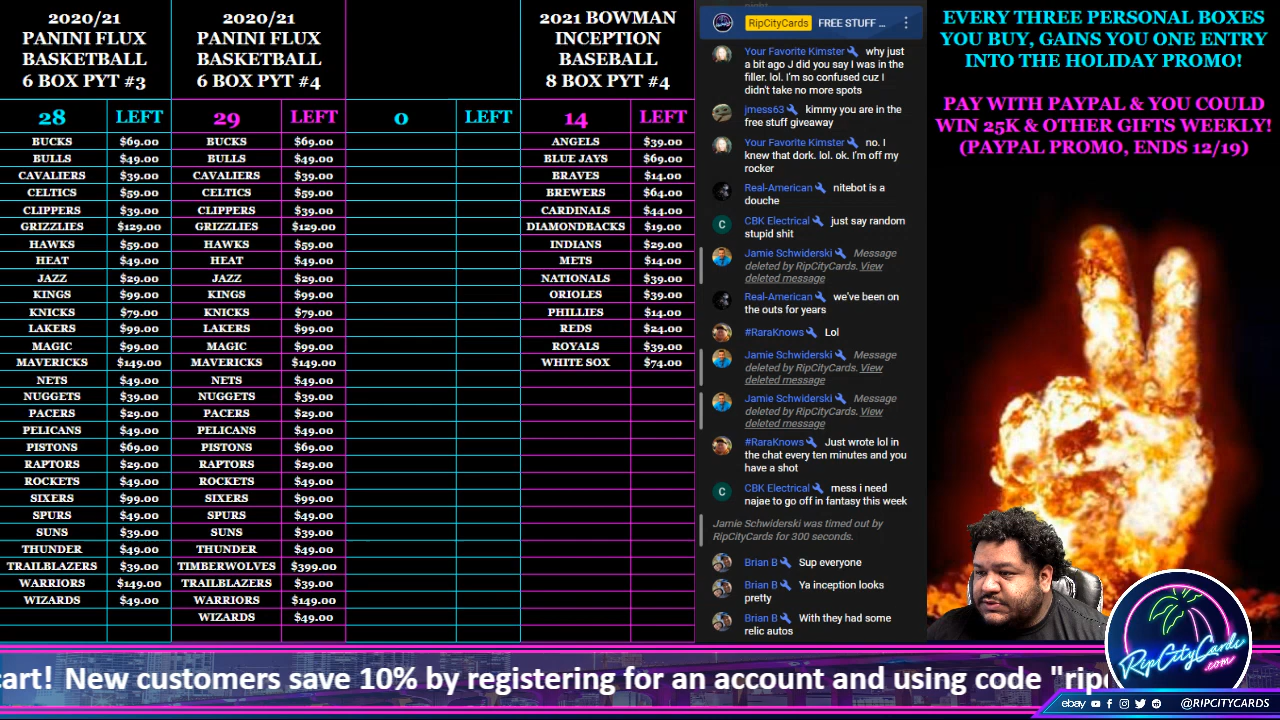 2020/21
PANINI FLUX
BASKETBALL
6 BOX PYT #3
28 LEFT
BUCKS $69.00
BULLS $49.00
CAVALIERS $39.00
CELTICS $59.00
CLIPPERS $39.00
GRIZZLIES $129.00
HAWKS $59.00
HEAT $49.00
JAZZ $29.00
KINGS $99.00
KNICKS $79.00
LAKERS $99.00
MAGIC $99.00
MAVERICKS $149.00
NETS $49.00
NUGGETS $39.00
PACERS $29.00
PELICANS $49.00
PISTONS $69.00
RAPTORS $29.00
ROCKETS $49.00
SIXERS $99.00
SPURS $49.00
SUNS $39.00
THUNDER $49.00
TRAILBLAZERS $39.00
WARRIORS $149.00
WIZARDS $49.00
2020/21
PANINI FLUX
BASKETBALL
6 BOX PYT #4
29 LEFT
BUCKS $69.00
BULLS $49.00
CAVALIERS $39.00
CELTICS $59.00
CLIPPERS $39.00
GRIZZLIES $129.00
HAWKS $59.00
HEAT $49.00
JAZZ $29.00
KINGS $99.00
KNICKS $79.00
LAKERS $99.00
MAGIC $99.00
MAVERICKS $149.00
NETS $49.00
NUGGETS $39.00
PACERS $29.00
PELICANS $49.00
PISTONS $69.00
RAPTORS $29.00
ROCKETS $49.00
SIXERS $99.00
SPURS $49.00
SUNS $39.00
THUNDER $49.00
TIMBERWOLVES $399.00
TRAILBLAZERS $39.00
WARRIORS $149.00
WIZARDS $49.00
0 LEFT
2021 BOWMAN
INCEPTION
BASEBALL
8 BOX PYT #4
14 LEFT
ANGELS $39.00
BLUE JAYS $69.00
BRAVES $14.00
BREWERS $64.00
CARDINALS $44.00
DIAMONDBACKS $19.00
INDIANS $29.00
METS $14.00
NATIONALS $39.00
ORIOLES $39.00
PHILLIES $14.00
REDS $24.00
ROYALS $39.00
WHITE SOX $74.00
RipCityCards FREE STUFF ...
Your Favorite Kimster why just
a bit ago J did you say I was in the
filler. lol. I'm so confused cuz I
didn't take no more spots
jmess63 kimmy you are in the
free stuff giveaway
Your Favorite Kimster no. I
knew that dork. lol. ok. I'm off my
rocker
Real-American nitebot is a
douche
C CBK Electrical just say random
stupid shit
Jamie Schwiderski Message
deleted by RipCityCards. View
deleted message
Real-American we've been on
the outs for years
#RaraKnows Lol
Jamie Schwiderski Message
deleted by RipCityCards. View
deleted message
Jamie Schwiderski Message
deleted by RipCityCards. View
deleted message
#RaraKnows Just wrote lol in
the chat every ten minutes and you
have a shot
C CBK Electrical mess i need
najae to go off in fantasy this week
Jamie Schwiderski was timed out by
RipCityCards for 300 seconds.
Brian B Sup everyone
Brian B Ya inception looks
pretty
Brian B With they had some
relic autos
EVERY THREE PERSONAL BOXES
YOU BUY, GAINS YOU ONE ENTRY
INTO THE HOLIDAY PROMO!
PAY WITH PAYPAL & YOU COULD
WIN 25K & OTHER GIFTS WEEKLY!
(PAYPAL PROMO, ENDS 12/19)
RipCityCards
.com
cart! New customers save 10% by registering for an account and using code "ripc
ebay @RIPCITYCARDS